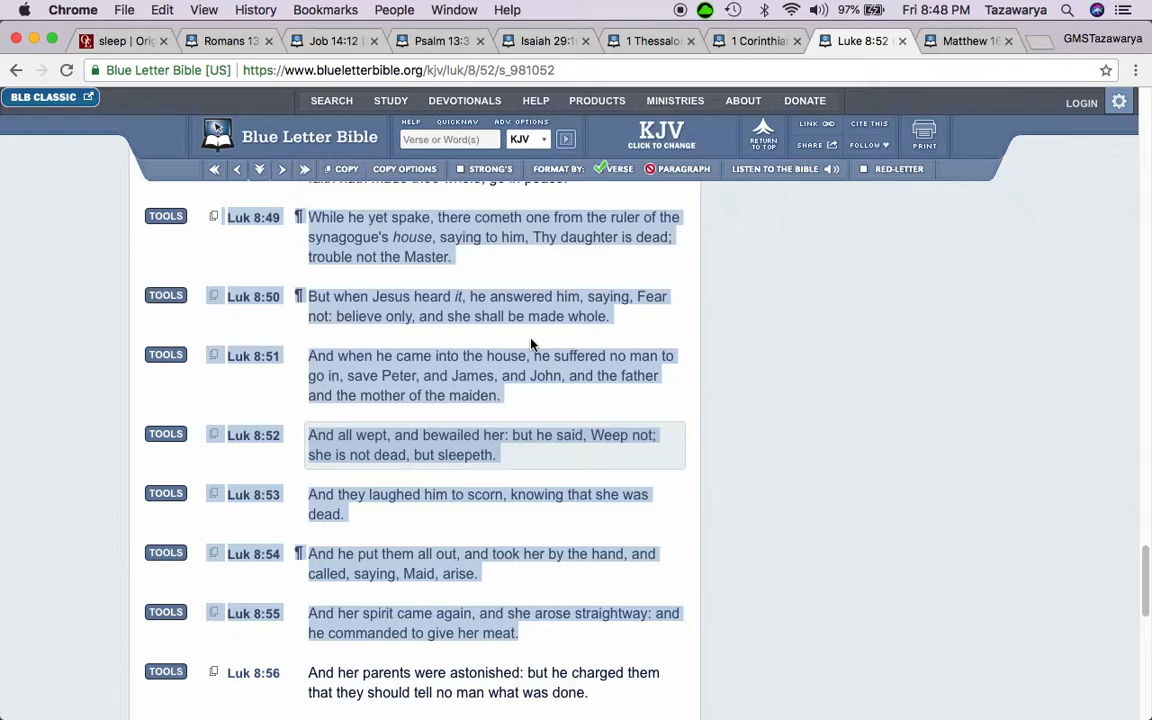 Chrome File Edit View History Bookmarks People Window Help 97% Fri 8:48 PM Tazawarya
sleep | Ori Romans 13: Job 14:12 ( Psalm 13:3 Isaiah 29:1 1 Thessalo 1 Corinthia Luke 8:52 Matthew 16 GMSTazawarya
Blue Letter Bible [US] https://www.blueletterbible.org/kjv/luk/8/52/s_981052
BLB CLASSIC SEARCH STUDY DEVOTIONALS HELP PRODUCTS MINISTRIES ABOUT DONATE LOGIN
HELP QUICKNAV ADV. OPTIONS
Blue Letter Bible Verse or Word(s) KJV KJV CLICK TO CHANGE RETURN TO TOP LINK CITE THIS SHARE FOLLOW PRINT
COPY COPY OPTIONS STRONG'S FORMAT BY: VERSE PARAGRAPH LISTEN TO THE BIBLE RED-LETTER
faith hath made thee whole; go in peace.
TOOLS Luk 8:49 ¶ While he yet spake, there cometh one from the ruler of the
synagogue's house, saying to him, Thy daughter is dead;
trouble not the Master.
TOOLS Luk 8:50 ¶ But when Jesus heard it, he answered him, saying, Fear
not: believe only, and she shall be made whole.
TOOLS Luk 8:51 And when he came into the house, he suffered no man to
go in, save Peter, and James, and John, and the father
and the mother of the maiden.
TOOLS Luk 8:52 And all wept, and bewailed her: but he said, Weep not;
she is not dead, but sleepeth.
TOOLS Luk 8:53 And they laughed him to scorn, knowing that she was
dead.
TOOLS Luk 8:54 ¶ And he put them all out, and took her by the hand, and
called, saying, Maid, arise.
TOOLS Luk 8:55 And her spirit came again, and she arose straightway: and
he commanded to give her meat.
TOOLS Luk 8:56 And her parents were astonished: but he charged them
that they should tell no man what was done.